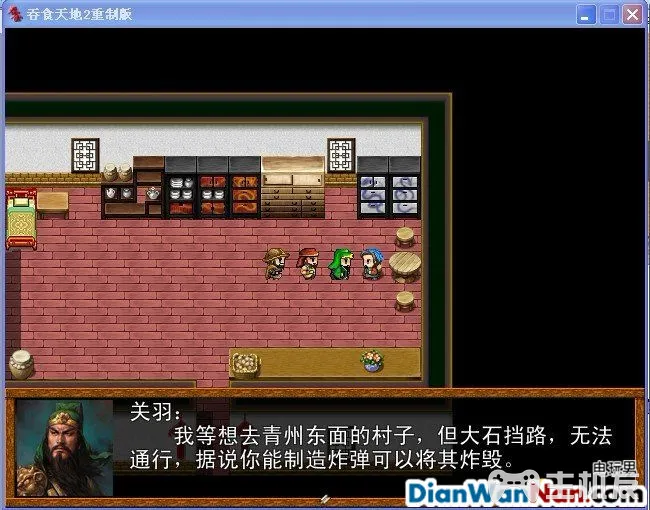 吞食天地2重制版
关羽：
我等想去青州东面的村子，但大石挡路，无法
通行，据说你能制造炸弹可以将其炸毁。
电玩男
DianWanNan.com